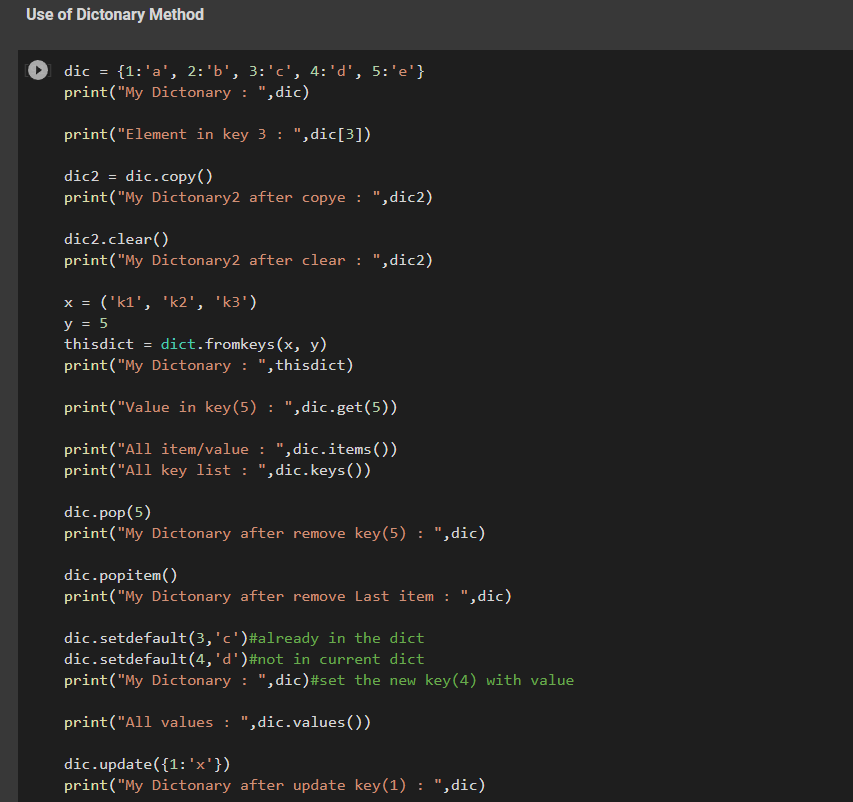 Use of Dictonary Method
dic = {1:'a', 2:'b', 3:'c', 4:'d', 5:'e'}
print("My Dictonary : ",dic)
print("Element in key 3 : ",dic[3])
dic2 = dic.copy()
print("My Dictonary2 after copye : ",dic2)
dic2.clear()
print("My Dictonary2 after clear : ",dic2)
x = ('k1', 'k2', 'k3')
y = 5
thisdict = dict.fromkeys(x, y)
print("My Dictonary : ",thisdict)
print("Value in key(5) : ",dic.get(5))
print("All item/value : ",dic.items())
print("All key list : ",dic.keys())
dic.pop(5)
print("My Dictonary after remove key(5) : ",dic)
dic.popitem()
print("My Dictonary after remove Last item : ",dic)
dic.setdefault(3,'c')#already in the dict
dic.setdefault(4,'d')#not in current dict
print("My Dictonary : ",dic)#set the new key(4) with value
print("All values : ",dic.values())
dic.update({1:'x'})
print("My Dictonary after update key(1) : ",dic)